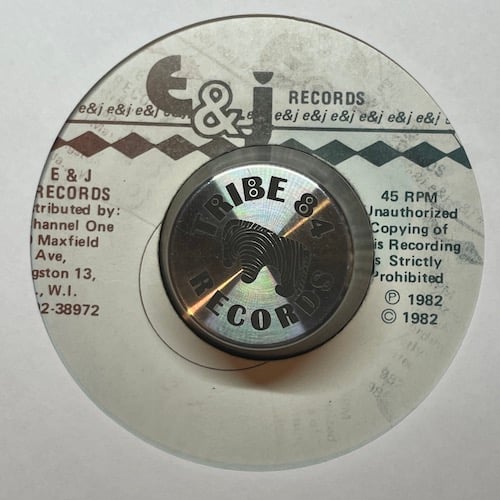 e&j RECORDS
e&j e&j e&j e&j e&j e&j e&j e&j e&j e&j e&j
E & J
RECORDS
tributed by:
hannel One
Maxfield
Ave,
gston 13,
., W.I.
2-38972
TRIBE 84
RECORDS
45 RPM
Unauthorized
Copying of
is Recording
s Strictly
Prohibited
Ⓟ 1982
© 1982